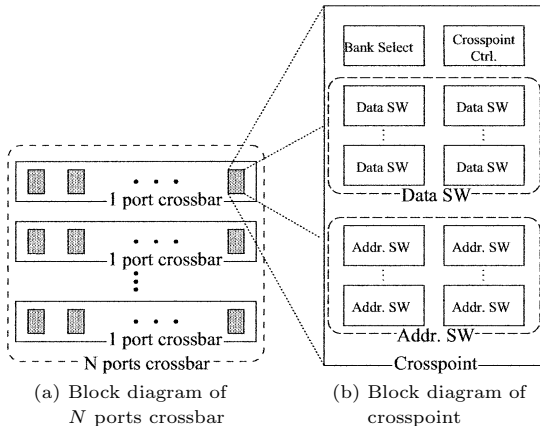 1 port crossbar
1 port crossbar
1 port crossbar
N ports crossbar
(a) Block diagram of
N ports crossbar
Bank Select
Crosspoint
Ctrl.
Data SW
Data SW
Data SW
Data SW
Data SW
Addr. SW
Addr. SW
Addr. SW
Addr. SW
Addr. SW
Crosspoint
(b) Block diagram of
crosspoint